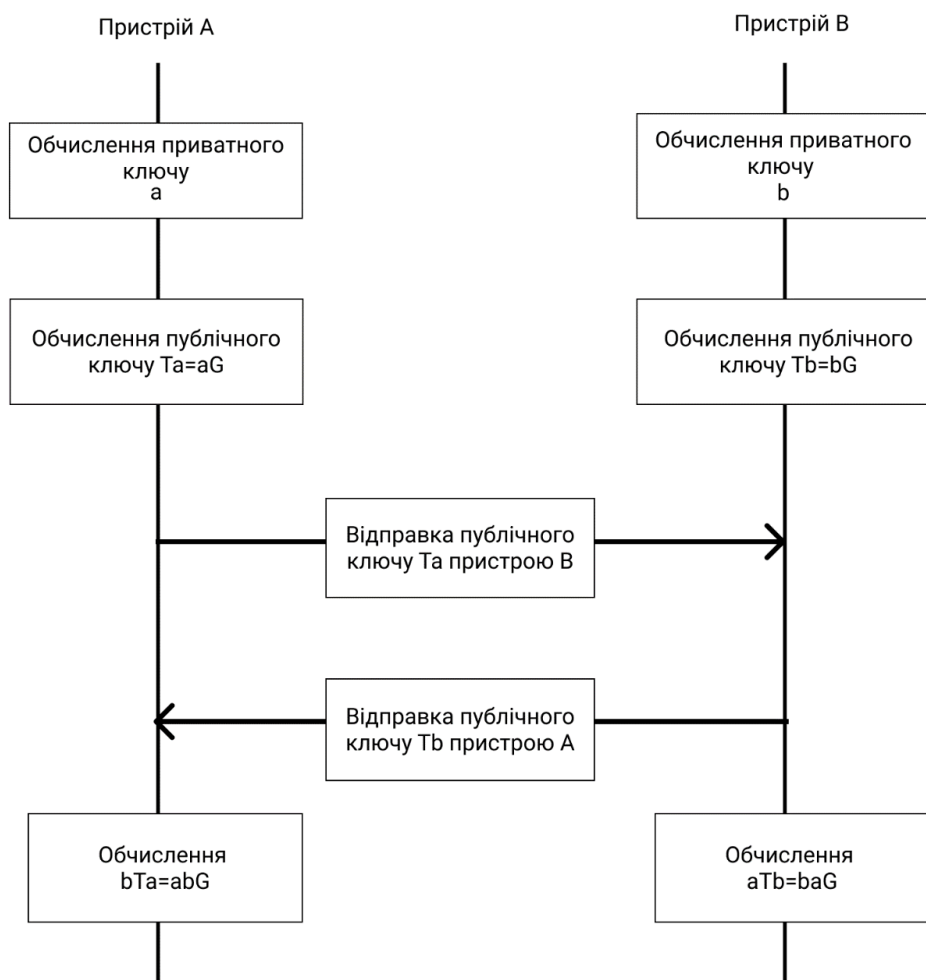 Пристрій А
Пристрій В
Обчислення приватного
ключу
a
Обчислення приватного
ключу
b
Обчислення публічного
ключу Ta=aG
Обчислення публічного
ключу Tb=bG
Відправка публічного
ключу Ta пристрою В
Відправка публічного
ключу Tb пристрою А
Обчислення
bTa=abG
Обчислення
aTb=baG